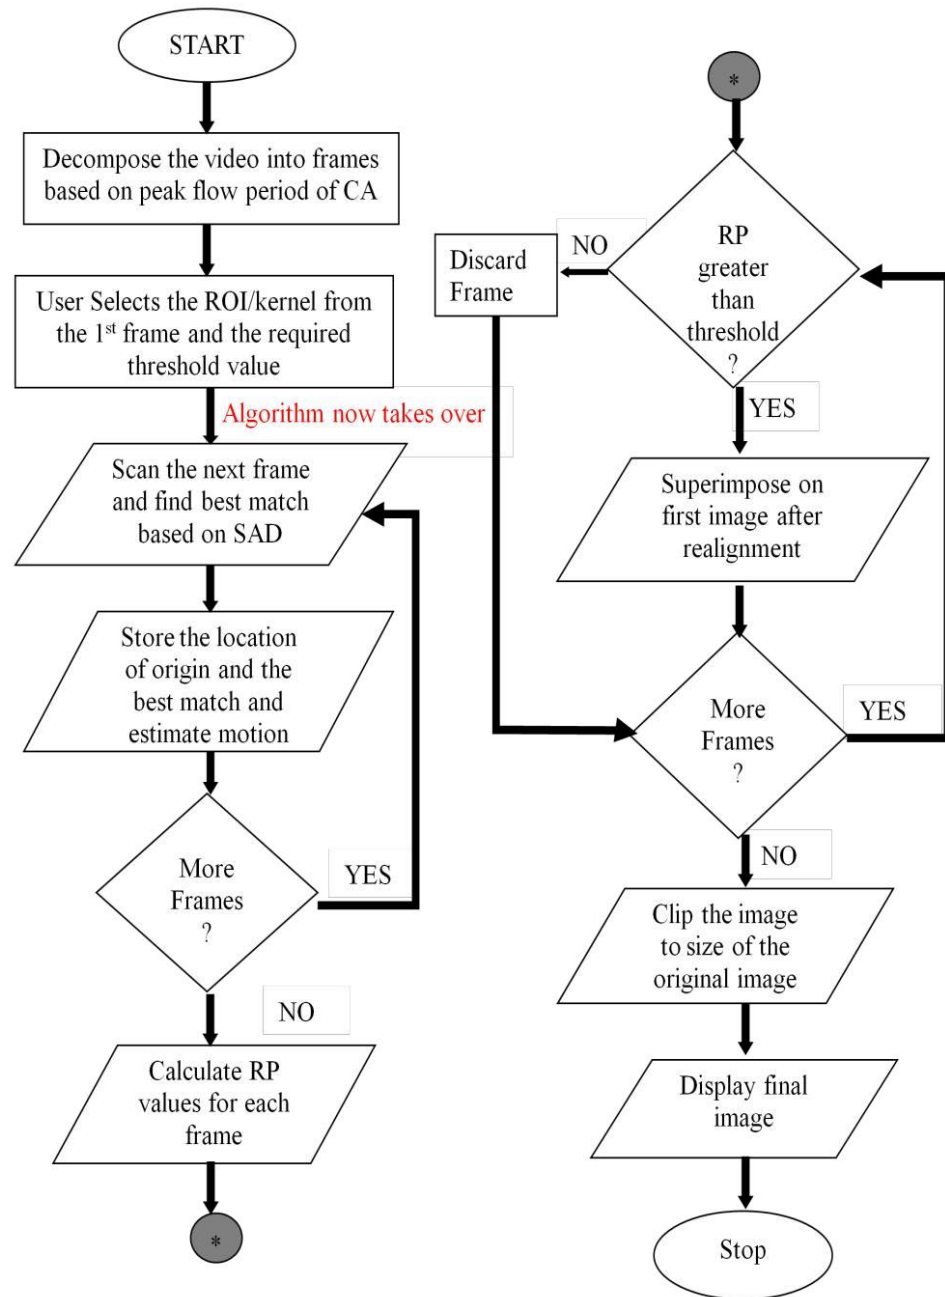 START
Decompose the video into frames
based on peak flow period of CA
User Selects the ROI/kernel from
the 1st frame and the required
threshold value
Algorithm now takes over
Scan the next frame
and find best match
based on SAD
Store the location
of origin and the
best match and
estimate motion
More
Frames
?
YES
NO
Calculate RP
values for each
frame
*
*
RP
greater
than
threshold
?
NO
Discard
Frame
YES
Superimpose on
first image after
realignment
More
Frames
?
YES
NO
Clip the image
to size of the
original image
Display final
image
Stop